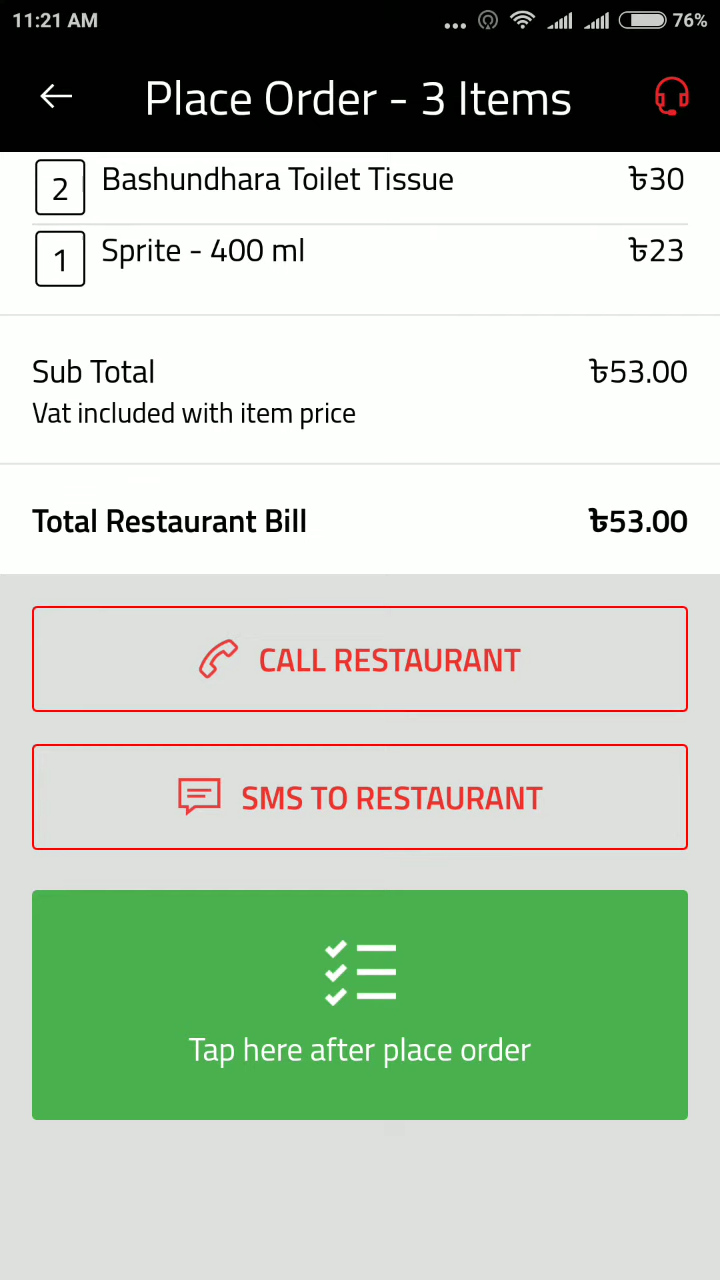 11:21 AM 76%
Place Order - 3 Items
2 Bashundhara Toilet Tissue ৳30
1 Sprite - 400 ml ৳23
Sub Total ৳53.00
Vat included with item price
Total Restaurant Bill ৳53.00
CALL RESTAURANT
SMS TO RESTAURANT
Tap here after place order